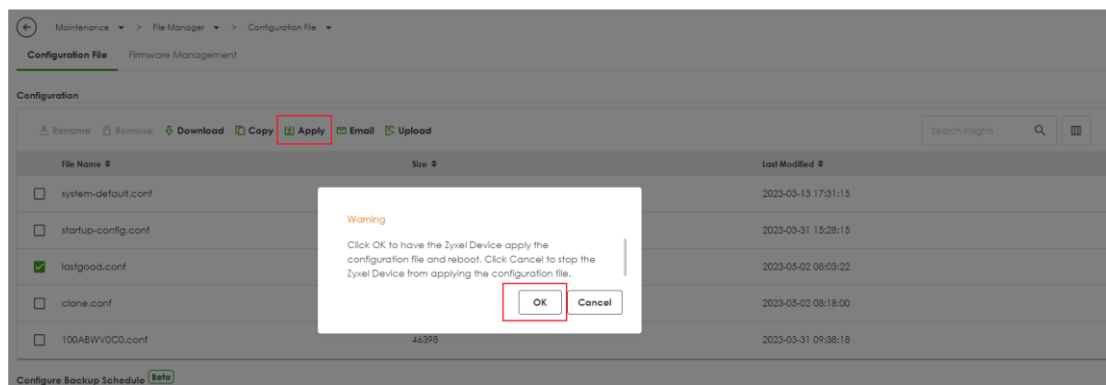 Maintenance > File Manager > Configuration File
Configuration File Firmware Management
Configuration
Rename Remove Download Copy Apply Email Upload Search insights
File Name Size Last Modified
system-default.conf 2023-03-13 17:31:15
startup-config.conf 2023-03-31 15:28:15
lastgood.conf 2023-05-02 08:03:22
clone.conf 2023-05-02 08:18:00
100ABWV0C0.conf 46398 2023-03-31 09:38:18
Warning
Click OK to have the Zyxel Device apply the
configuration file and reboot. Click Cancel to stop the
Zyxel Device from applying the configuration file.
OK Cancel
Configure Backup Schedule Beta